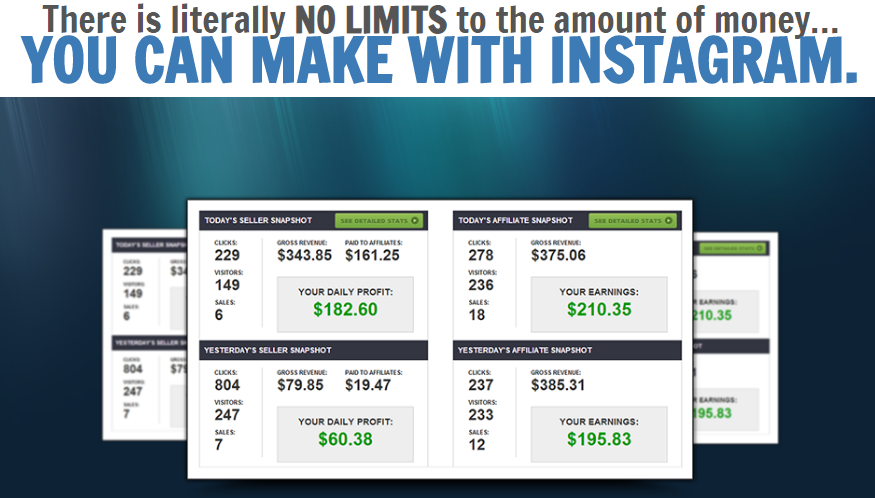 There is literally NO LIMITS to the amount of money...
YOU CAN MAKE WITH INSTAGRAM.
TODAY'S SELLER SNAPSHOT
SEE DETAILED STATS
CLICKS:
229
GROSS REVENUE:
$343.85
PAID TO AFFILIATES:
$161.25
VISITORS:
149
SALES:
6
YOUR DAILY PROFIT:
$182.60
TODAY'S AFFILIATE SNAPSHOT
SEE DETAILED STATS
CLICKS:
278
GROSS REVENUE:
$375.06
VISITORS:
236
SALES:
18
YOUR EARNINGS:
$210.35
YESTERDAY'S SELLER SNAPSHOT
CLICKS:
804
GROSS REVENUE:
$79.85
PAID TO AFFILIATES:
$19.47
VISITORS:
247
SALES:
7
YOUR DAILY PROFIT:
$60.38
YESTERDAY'S AFFILIATE SNAPSHOT
CLICKS:
237
GROSS REVENUE:
$385.31
VISITORS:
233
SALES:
12
YOUR EARNINGS:
$195.83
TODAY'S SELLER
CLICKS:
229
VISITORS:
149
SALES:
6
YESTERDAY'S SELLER
CLICKS:
804
VISITORS:
247
SALES:
7
SEE DETAILED STATS
EARNINGS:
210.35
EARNINGS:
195.83